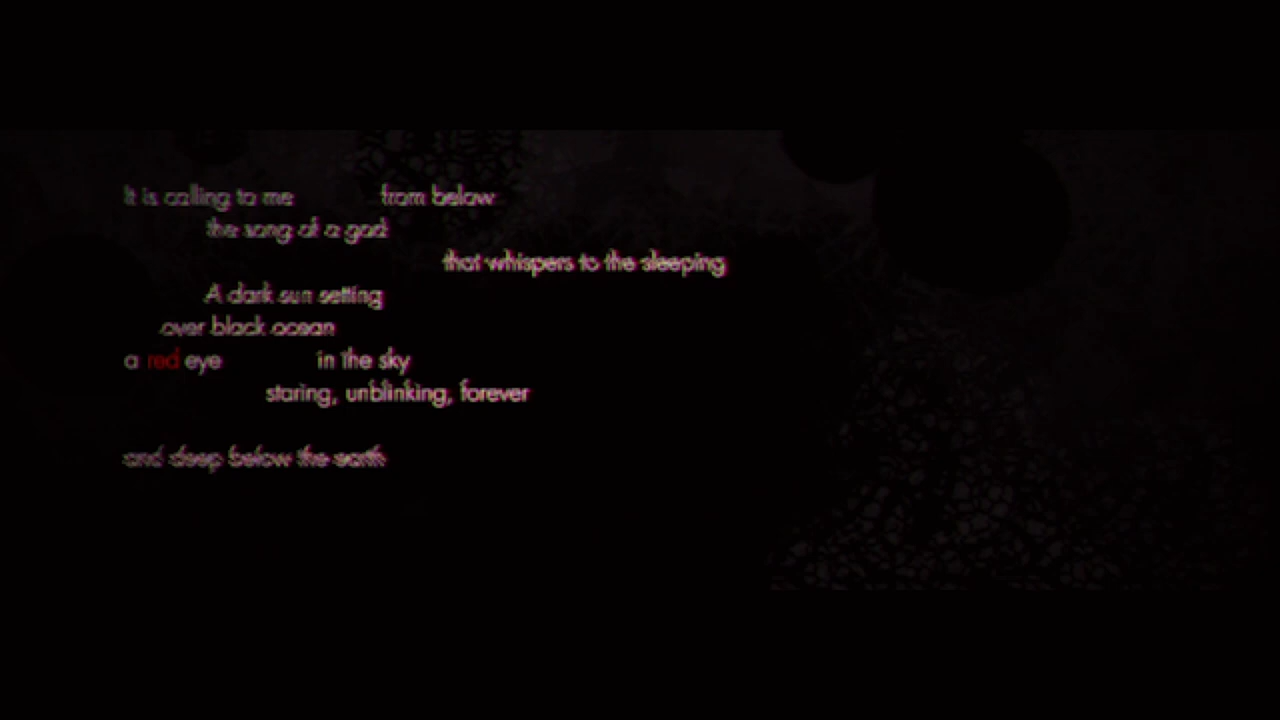 It is calling to me from below
the song of a god
that whispers to the sleeping
A dark sun setting
over black ocean
a red eye in the sky
staring, unblinking, forever
and deep below the earth